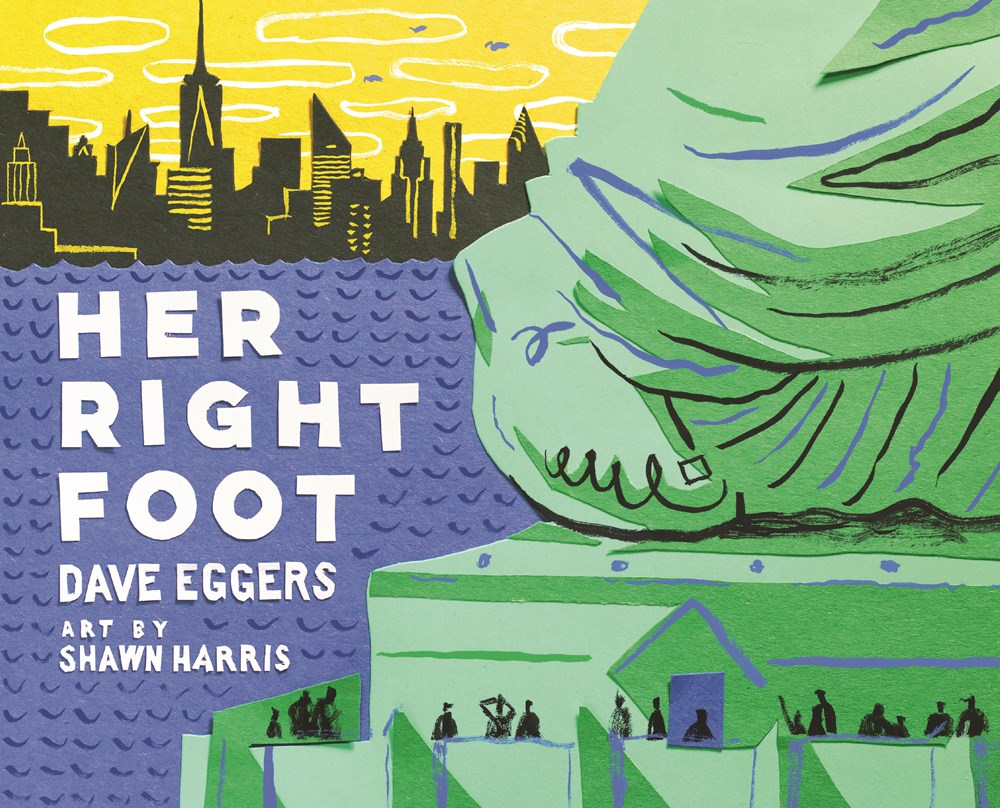 HER
RIGHT
FOOT
DAVE EGGERS
ART BY
SHAWN HARRIS